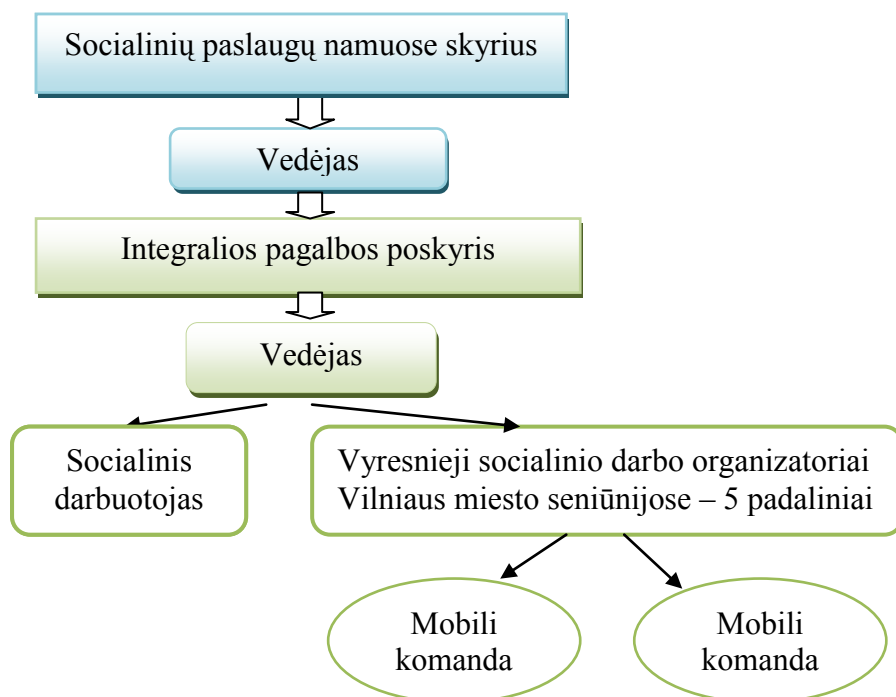 Socialinių paslaugų namuose skyrius
Vedėjas
Integralios pagalbos poskyris
Vedėjas
Socialinis
darbuotojas
Vyresnieji socialinio darbo organizatoriai
Vilniaus miesto seniūnijose – 5 padaliniai
Mobili
komanda
Mobili
komanda